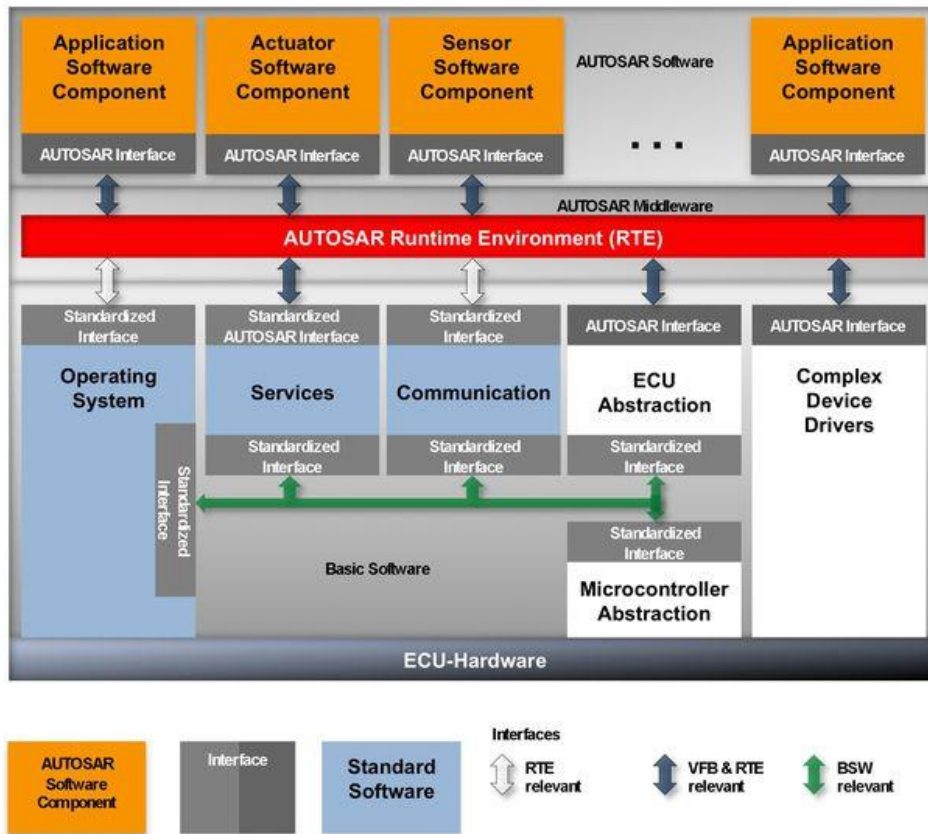 Application
Software
Component
AUTOSAR Interface
Actuator
Software
Component
AUTOSAR Interface
Sensor
Software
Component
AUTOSAR Interface
AUTOSAR Software
. . .
Application
Software
Component
AUTOSAR Interface
AUTOSAR Middleware
AUTOSAR Runtime Environment (RTE)
Standardized
Interface
Operating
System
Standardized
Interface
Standardized
AUTOSAR Interface
Services
Standardized
Interface
Standardized
Interface
Communication
Standardized
Interface
AUTOSAR Interface
ECU
Abstraction
Standardized
Interface
AUTOSAR Interface
Complex
Device
Drivers
Basic Software
Standardized
Interface
Microcontroller
Abstraction
ECU-Hardware
AUTOSAR
Software
Component
Interface
Standard
Software
Interfaces
RTE
relevant
VFB & RTE
relevant
BSW
relevant